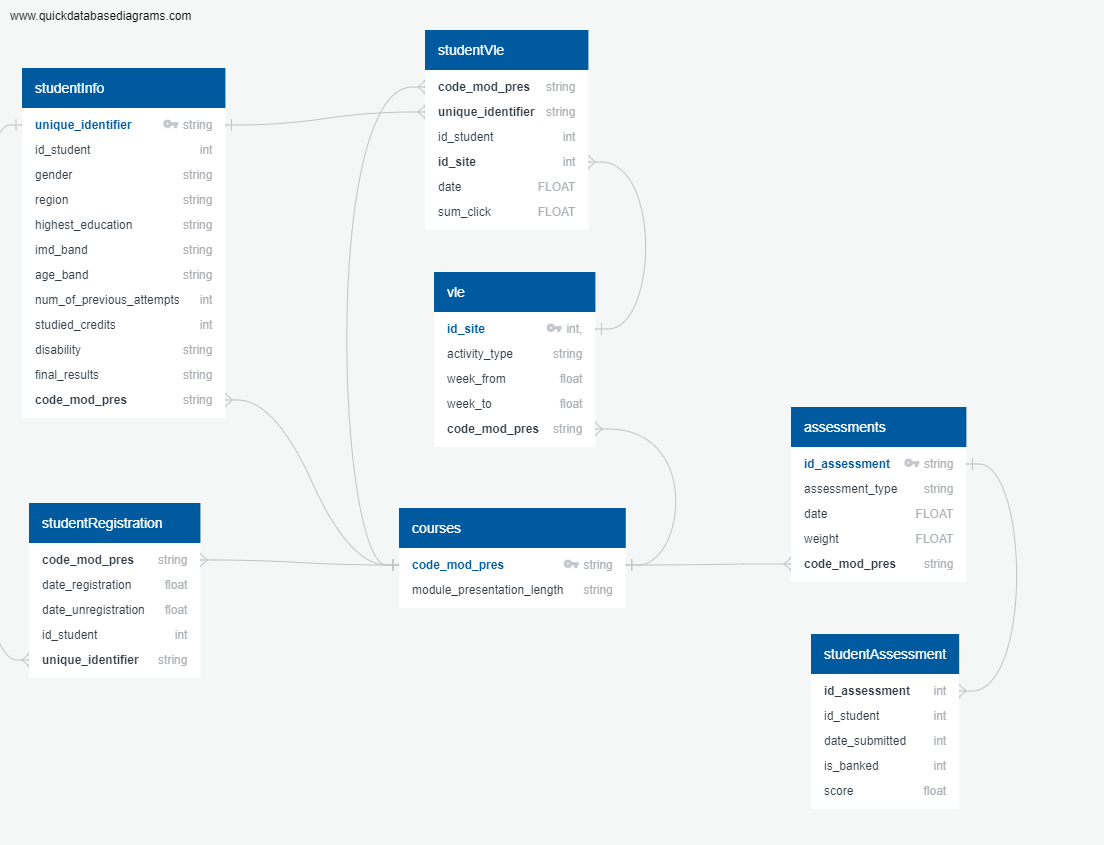 www.quickdatabasediagrams.com
studentInfo
unique_identifier string
id_student int
gender string
region string
highest_education string
imd_band string
age_band string
num_of_previous_attempts int
studied_credits int
disability string
final_results string
code_mod_pres string
studentVle
code_mod_pres string
unique_identifier string
id_student int
id_site int
date FLOAT
sum_click FLOAT
vle
id_site int,
activity_type string
week_from float
week_to float
code_mod_pres string
studentRegistration
code_mod_pres string
date_registration float
date_unregistration float
id_student int
unique_identifier string
courses
code_mod_pres string
module_presentation_length string
assessments
id_assessment string
assessment_type string
date FLOAT
weight FLOAT
code_mod_pres string
studentAssessment
id_assessment int
id_student int
date_submitted int
is_banked int
score float